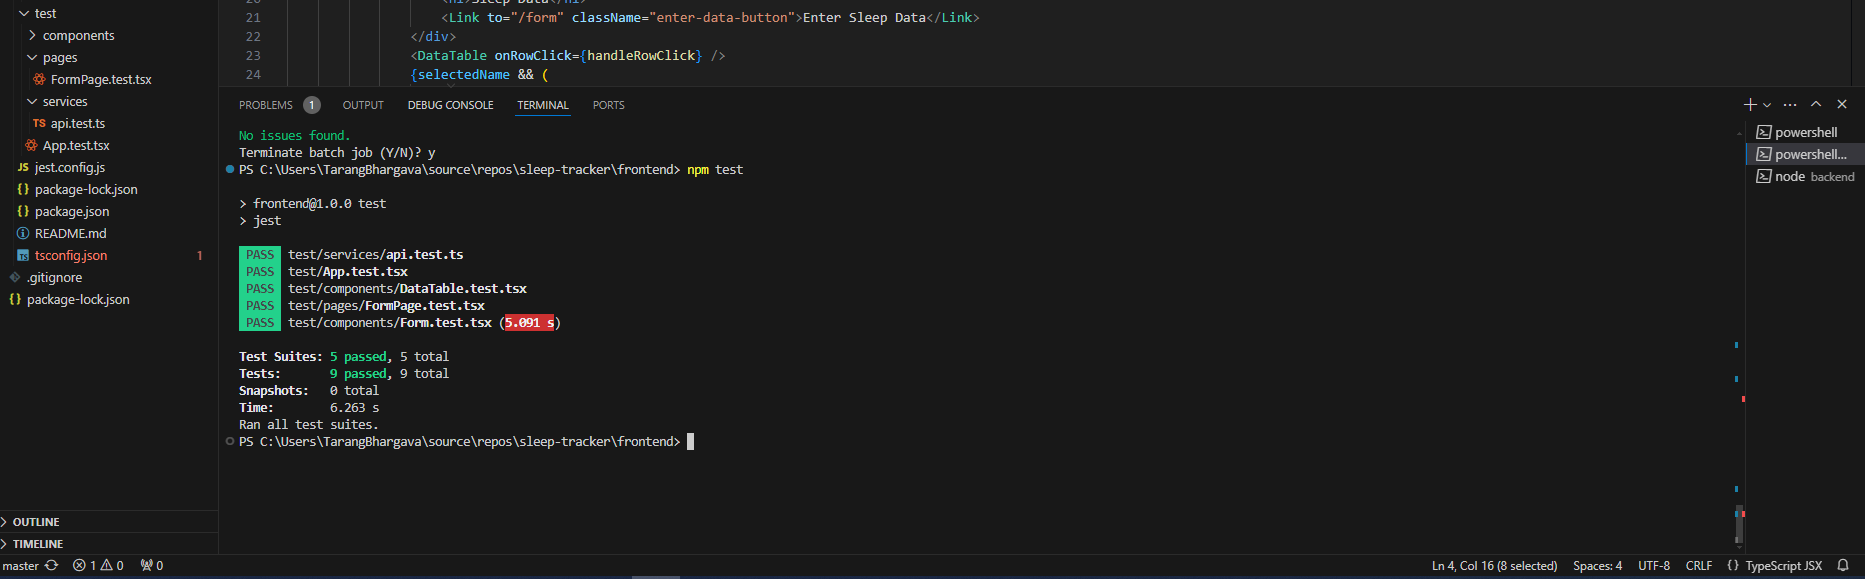 test
components
pages
FormPage.test.tsx
services
TS api.test.ts
App.test.tsx
JS jest.config.js
{} package-lock.json
{} package.json
README.md
TS tsconfig.json 1
.gitignore
{} package-lock.json
OUTLINE
TIMELINE
21 <Link to="/form" className="enter-data-button">Enter Sleep Data</Link>
22 </div>
23 <DataTable onRowClick={handleRowClick} />
24 {selectedName && (
PROBLEMS 1 OUTPUT DEBUG CONSOLE TERMINAL PORTS
No issues found.
Terminate batch job (Y/N)? y
PS C:\Users\TarangBhargava\source\repos\sleep-tracker\frontend> npm test
> frontend@1.0.0 test
> jest
PASS test/services/api.test.ts
PASS test/App.test.tsx
PASS test/components/DataTable.test.tsx
PASS test/pages/FormPage.test.tsx
PASS test/components/Form.test.tsx (5.091 s)
Test Suites: 5 passed, 5 total
Tests: 9 passed, 9 total
Snapshots: 0 total
Time: 6.263 s
Ran all test suites.
PS C:\Users\TarangBhargava\source\repos\sleep-tracker\frontend>
powershell
powershell...
node backend
master 1 0 0 Ln 4, Col 16 (8 selected) Spaces: 4 UTF-8 CRLF {} TypeScript JSX